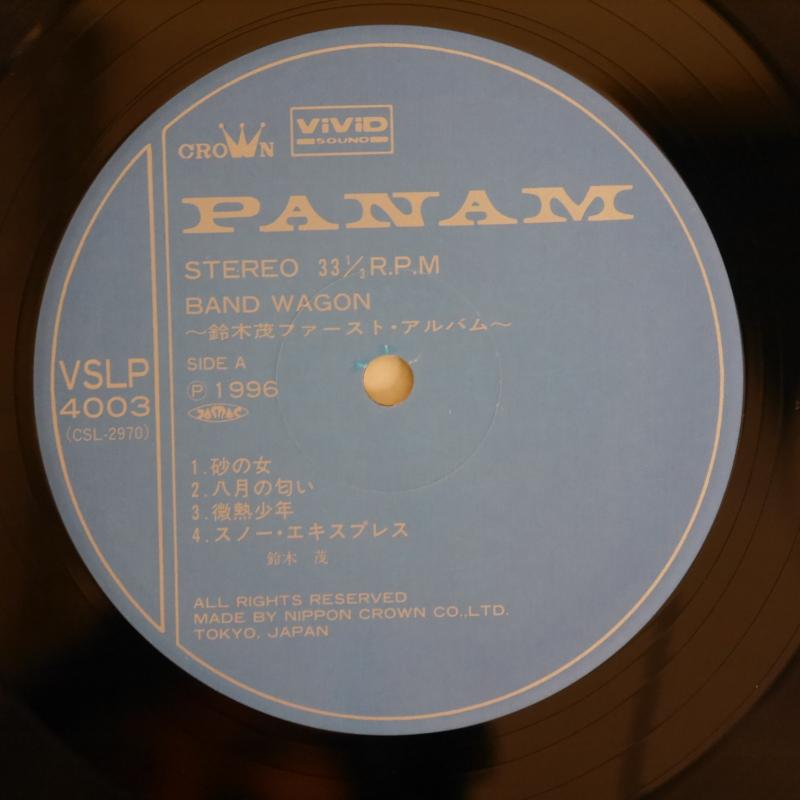 CROWN
ViViD
SOUND
PANAM
STEREO 33 1/3 R.P.M
BAND WAGON
〜鈴木茂ファースト・アルバム〜
SIDE A
Ⓟ 1996
JASRAC
VSLP
4003
(CSL-2970)
1.砂の女
2.八月の匂い
3.微熱少年
4.スノー・エキスプレス
鈴木 茂
ALL RIGHTS RESERVED
MADE BY NIPPON CROWN CO.,LTD.
TOKYO, JAPAN